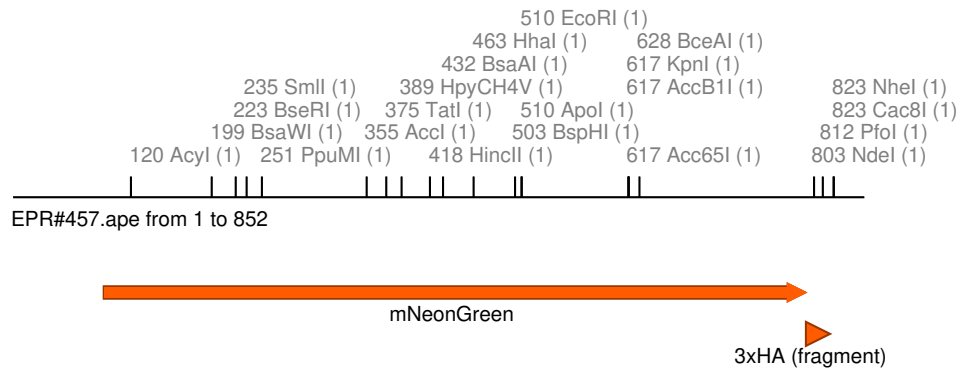 510 EcoRI (1)
463 HhaI (1) 628 BceAI (1)
432 BsaAI (1) 617 KpnI (1)
235 SmlI (1) 389 HpyCH4V (1) 617 AccB1I (1) 823 NheI (1)
223 BseRI (1) 375 TatI (1) 510 ApoI (1) 823 Cac8I (1)
199 BsaWI (1) 355 AccI (1) 503 BspHI (1) 812 PfoI (1)
120 AcyI (1) 251 PpuMI (1) 418 HincII (1) 617 Acc65I (1) 803 NdeI (1)
EPR#457.ape from 1 to 852
mNeonGreen
3xHA (fragment)